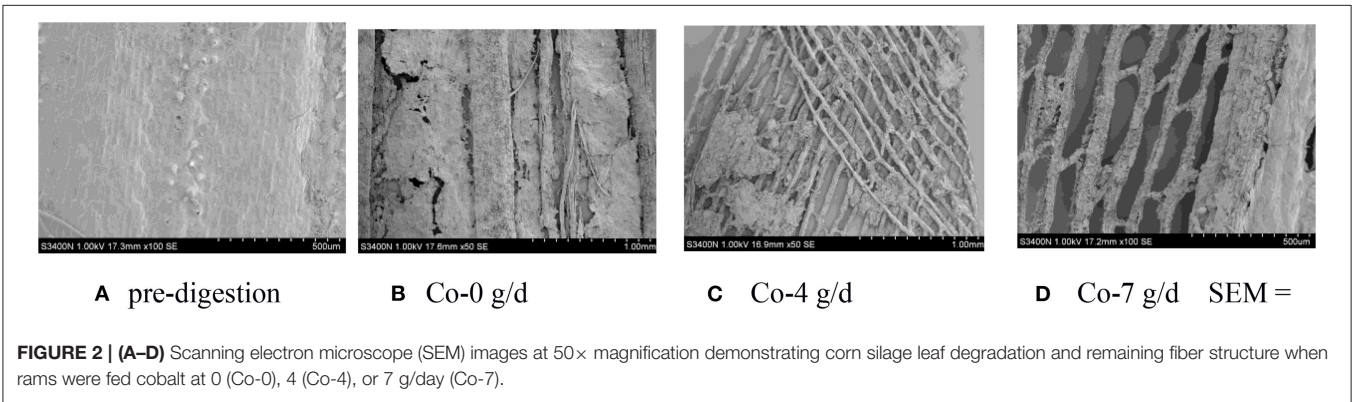 S3400N 1.00kV 17.3mm x100 SE 500um
S3400N 1.00kV 17.6mm x50 SE 1.00mm
S3400N 1.00kV 16.9mm x50 SE 1.00mm
S3400N 1.00kV 17.2mm x100 SE 500um
A pre-digestion
B Co-0 g/d
C Co-4 g/d
D Co-7 g/d SEM =
FIGURE 2 | (A–D) Scanning electron microscope (SEM) images at 50× magnification demonstrating corn silage leaf degradation and remaining fiber structure when
rams were fed cobalt at 0 (Co-0), 4 (Co-4), or 7 g/day (Co-7).